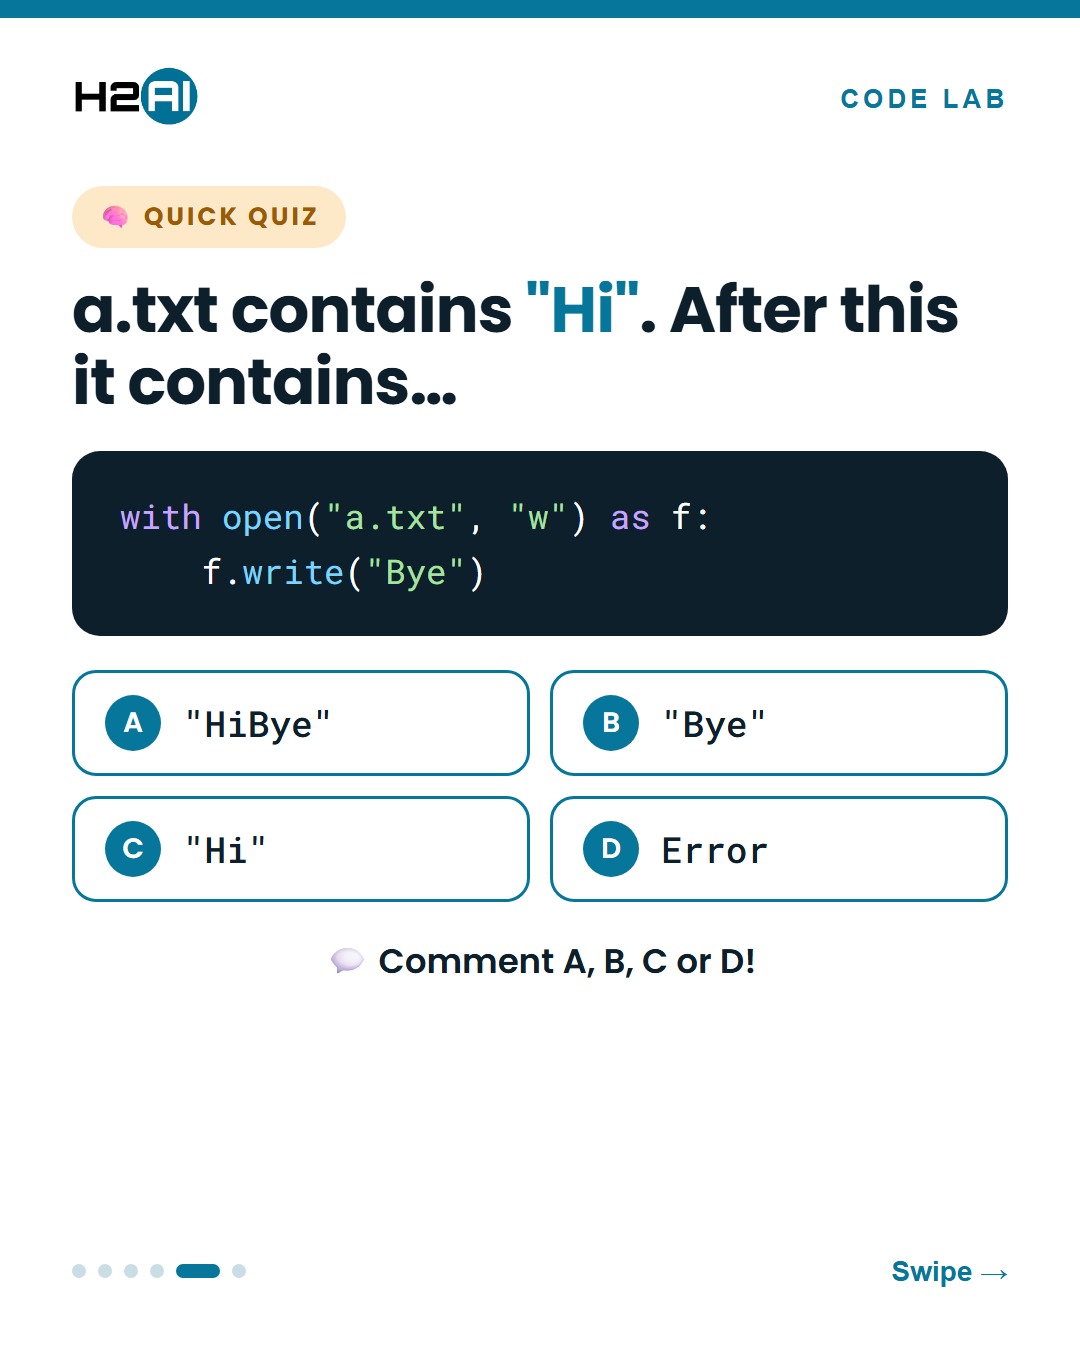 H2AI
CODE LAB
🧠 QUICK QUIZ
a.txt contains "Hi". After this
it contains...
with open("a.txt", "w") as f:
    f.write("Bye")
A "HiBye"
B "Bye"
C "Hi"
D Error
💬 Comment A, B, C or D!
Swipe →